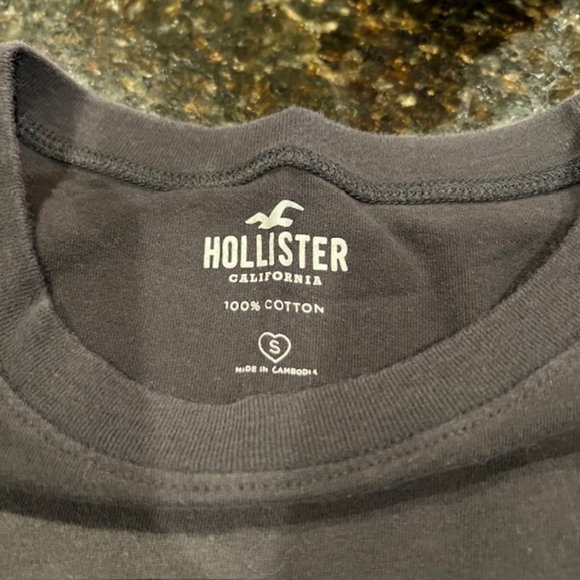 HOLLISTER
CALIFORNIA
100% COTTON
S
MADE IN CAMBODIA